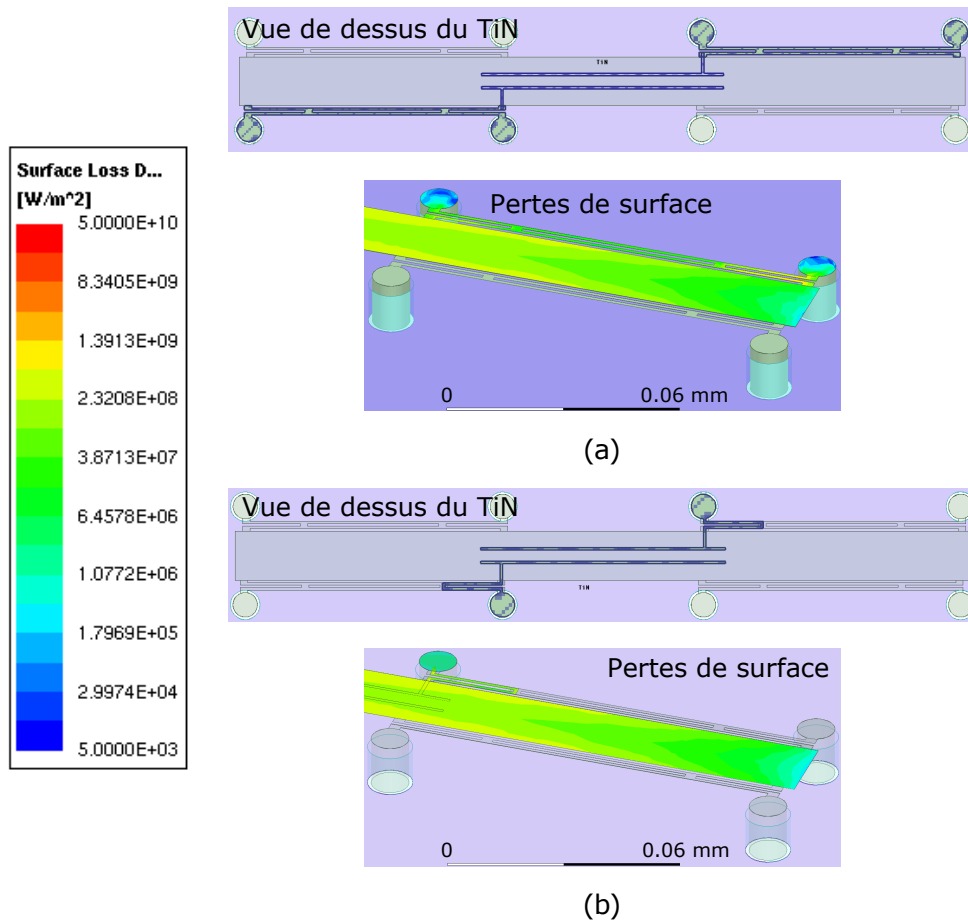 Vue de dessus du TiN
TiN
Surface Loss D...
[W/m^2]
5.0000E+10
8.3405E+09
1.3913E+09
2.3208E+08
3.8713E+07
6.4578E+06
1.0772E+06
1.7969E+05
2.9974E+04
5.0000E+03
Pertes de surface
0 0.06 mm
(a)
Vue de dessus du TiN
TiN
Pertes de surface
0 0.06 mm
(b)